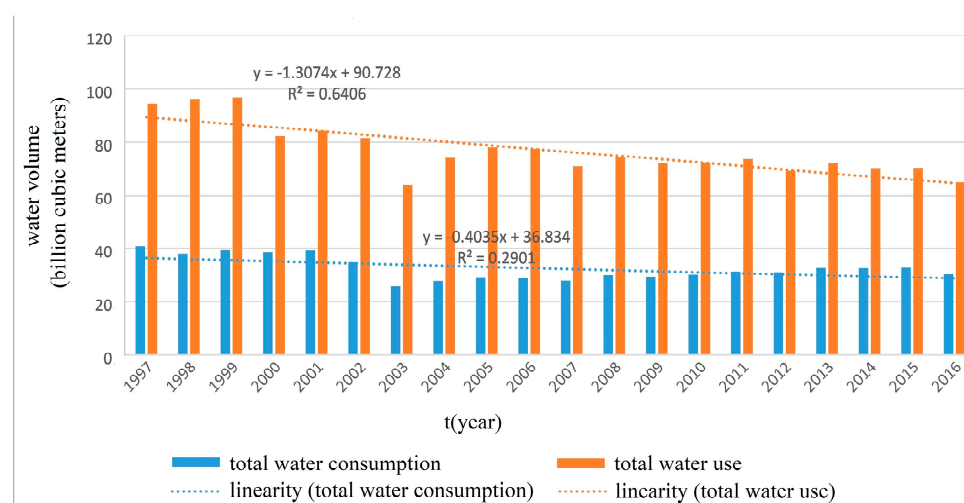 120
100
80
60
40
20
0
water volume
(billion cubic meters)
y = -1.3074x + 90.728
R² = 0.6406
y = -0.4035x + 36.834
R² = 0.2901
1997 1998 1999 2000 2001 2002 2003 2004 2005 2006 2007 2008 2009 2010 2011 2012 2013 2014 2015 2016
t(ycar)
total water consumption total water use
linearity (total water consumption) lincarity (total watcr usc)